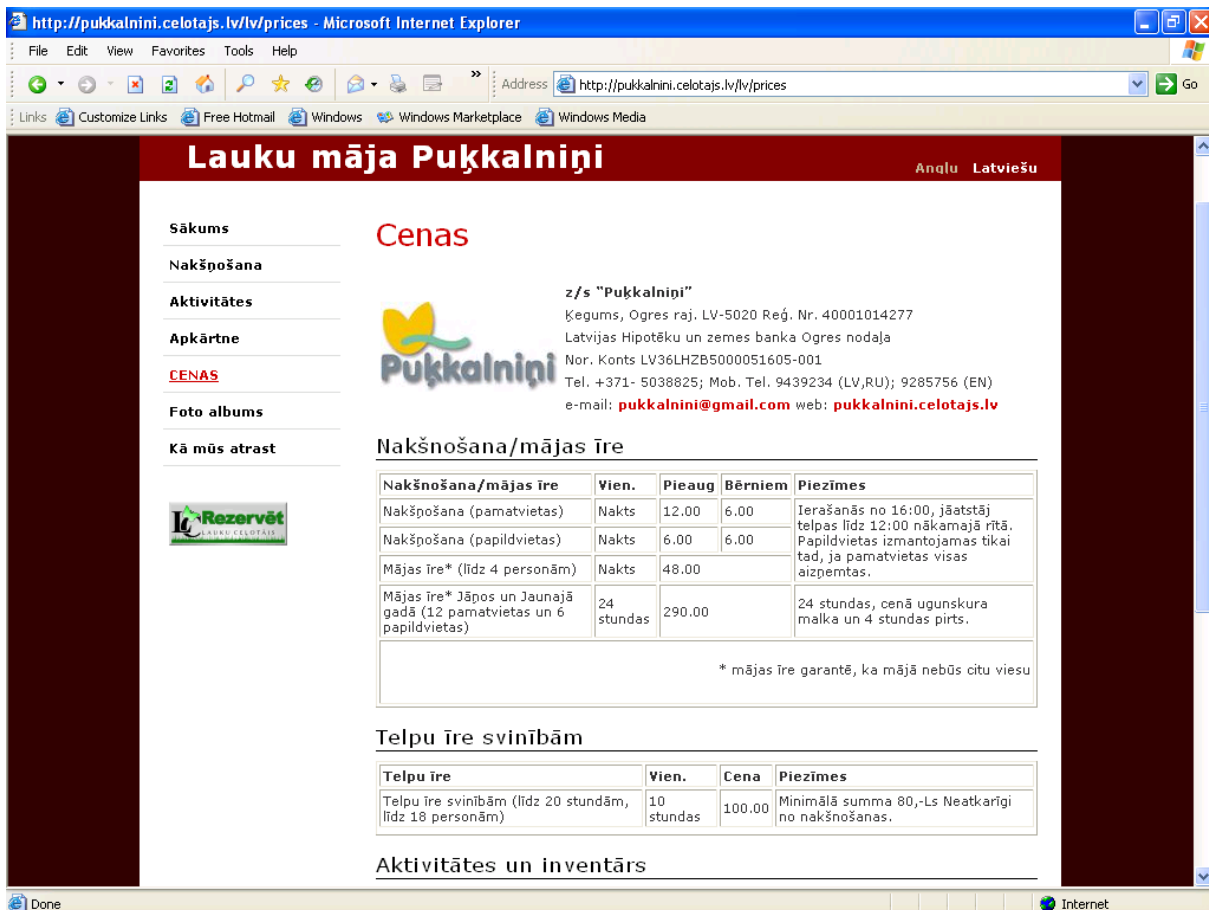 http://pukkalnini.celotajs.lv/lv/prices - Microsoft Internet Explorer
File Edit View Favorites Tools Help
Address http://pukkalnini.celotajs.lv/lv/prices Go
Links Customize Links Free Hotmail Windows Windows Marketplace Windows Media
Lauku māja Puķkalniņi
Angļu Latviešu
Sākums
Nakšņošana
Aktivitātes
Apkārtne
CENAS
Foto albums
Kā mūs atrast
Rezervēt
LAUKU CEĻOTĀJS
Cenas
Puķkalniņi
z/s “Puķkalniņi”
Ķegums, Ogres raj. LV-5020 Reģ. Nr. 40001014277
Latvijas Hipotēku un zemes banka Ogres nodaļa
Nor. Konts LV36LHZB5000051605-001
Tel. +371- 5038825; Mob. Tel. 9439234 (LV,RU); 9285756 (EN)
e-mail: pukkalnini@gmail.com web: pukkalnini.celotajs.lv
Nakšņošana/mājas īre
Nakšņošana/mājas īre Vien. Pieaug Bērniem Piezīmes
Nakšņošana (pamatvietas) Nakts 12.00 6.00
Nakšņošana (papildvietas) Nakts 6.00 6.00
Mājas īre* (līdz 4 personām) Nakts 48.00
Ierašanās no 16:00, jāatstāj
telpas līdz 12:00 nākamajā rītā.
Papildvietas izmantojamas tikai
tad, ja pamatvietas visas
aizņemtas.
Mājas īre* Jāņos un Jaunajā
gadā (12 pamatvietas un 6
papildvietas)
24
stundas
290.00
24 stundas, cenā ugunskura
malka un 4 stundas pirts.
* mājas īre garantē, ka mājā nebūs citu viesu
Telpu īre svinībām
Telpu īre Vien. Cena Piezīmes
Telpu īre svinībām (līdz 20 stundām,
līdz 18 personām)
10
stundas
100.00
Minimālā summa 80,-Ls Neatkarīgi
no nakšņošanas.
Aktivitātes un inventārs
Done Internet